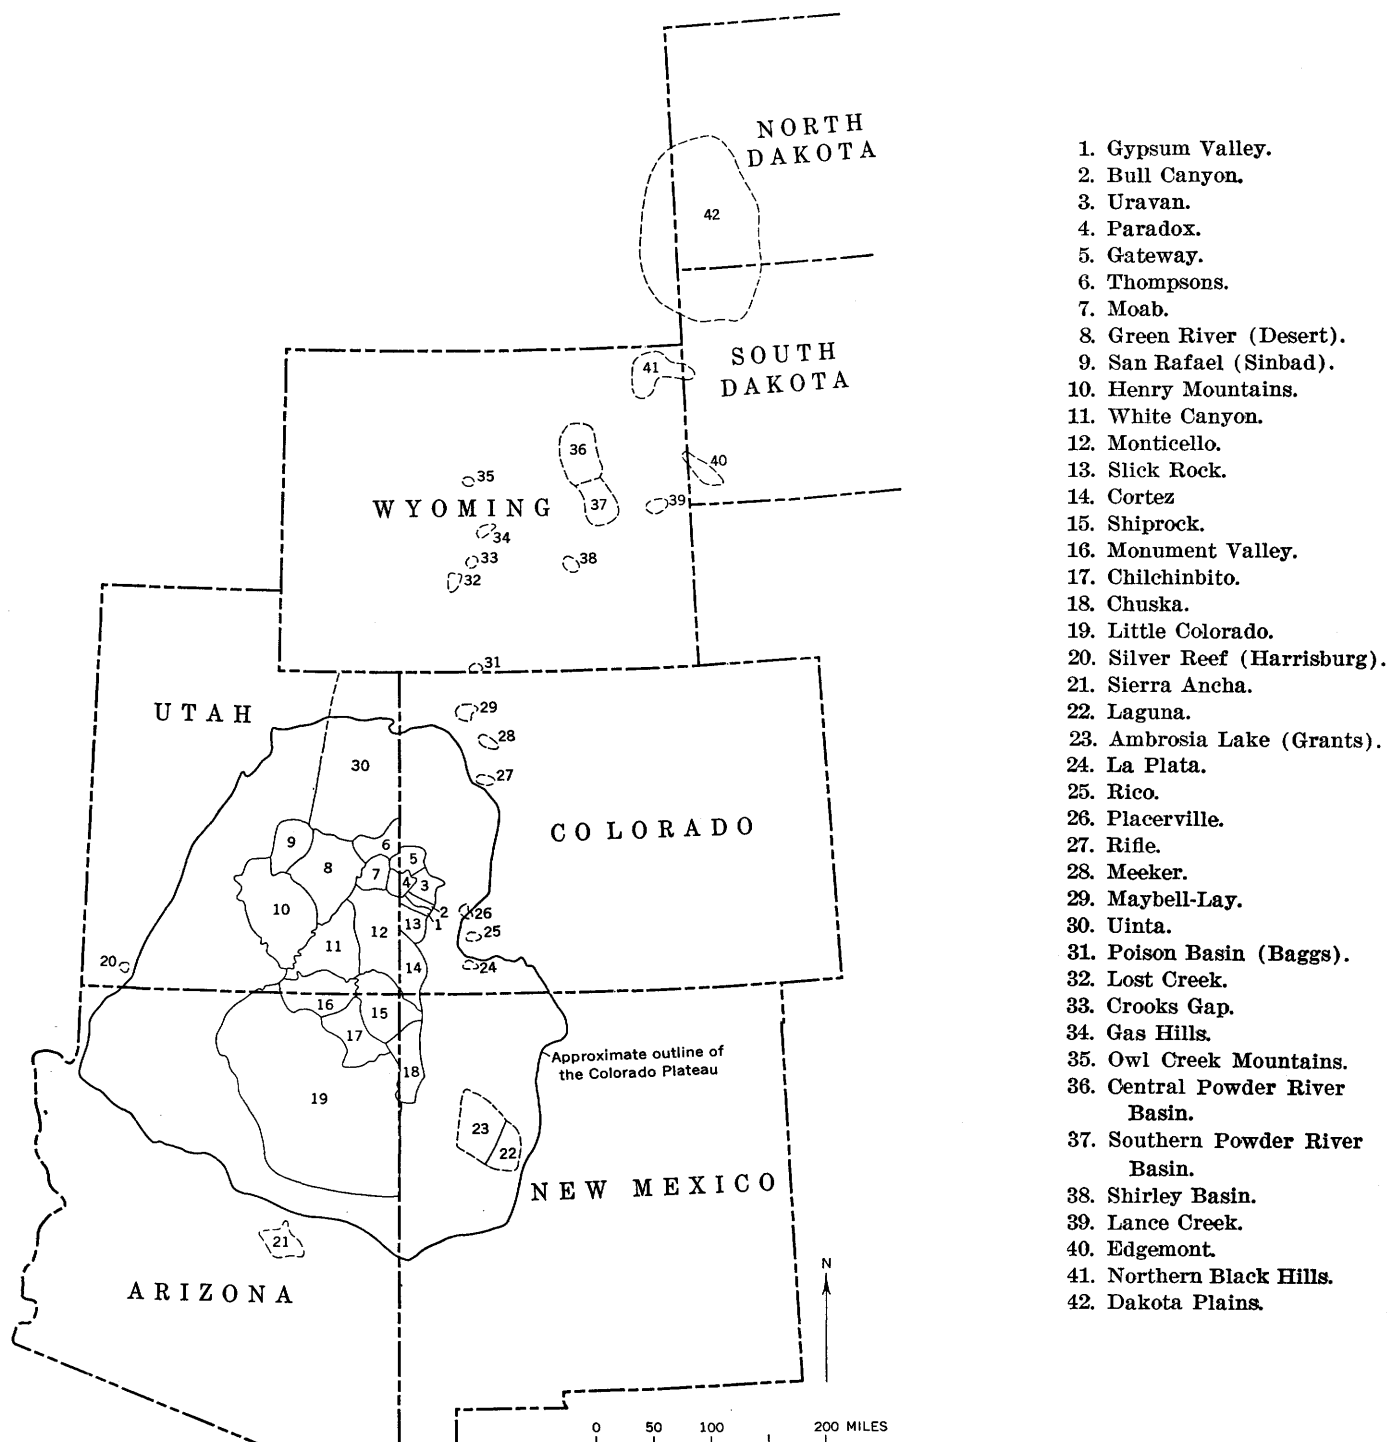 NORTH
DAKOTA
42
SOUTH
DAKOTA
41
36
40
35
WYOMING
37
39
34
33
38
32
31
UTAH
29
28
30
27
COLORADO
9
6
5
8
7
4
3
10
2
26
13
1
12
25
11
20
14
24
16
15
17
Approximate outline of
the Colorado Plateau
18
19
23
22
NEW MEXICO
21
ARIZONA
N
0 50 100 200 MILES
1. Gypsum Valley.
2. Bull Canyon.
3. Uravan.
4. Paradox.
5. Gateway.
6. Thompsons.
7. Moab.
8. Green River (Desert).
9. San Rafael (Sinbad).
10. Henry Mountains.
11. White Canyon.
12. Monticello.
13. Slick Rock.
14. Cortez
15. Shiprock.
16. Monument Valley.
17. Chilchinbito.
18. Chuska.
19. Little Colorado.
20. Silver Reef (Harrisburg).
21. Sierra Ancha.
22. Laguna.
23. Ambrosia Lake (Grants).
24. La Plata.
25. Rico.
26. Placerville.
27. Rifle.
28. Meeker.
29. Maybell-Lay.
30. Uinta.
31. Poison Basin (Baggs).
32. Lost Creek.
33. Crooks Gap.
34. Gas Hills.
35. Owl Creek Mountains.
36. Central Powder River
Basin.
37. Southern Powder River
Basin.
38. Shirley Basin.
39. Lance Creek.
40. Edgemont.
41. Northern Black Hills.
42. Dakota Plains.